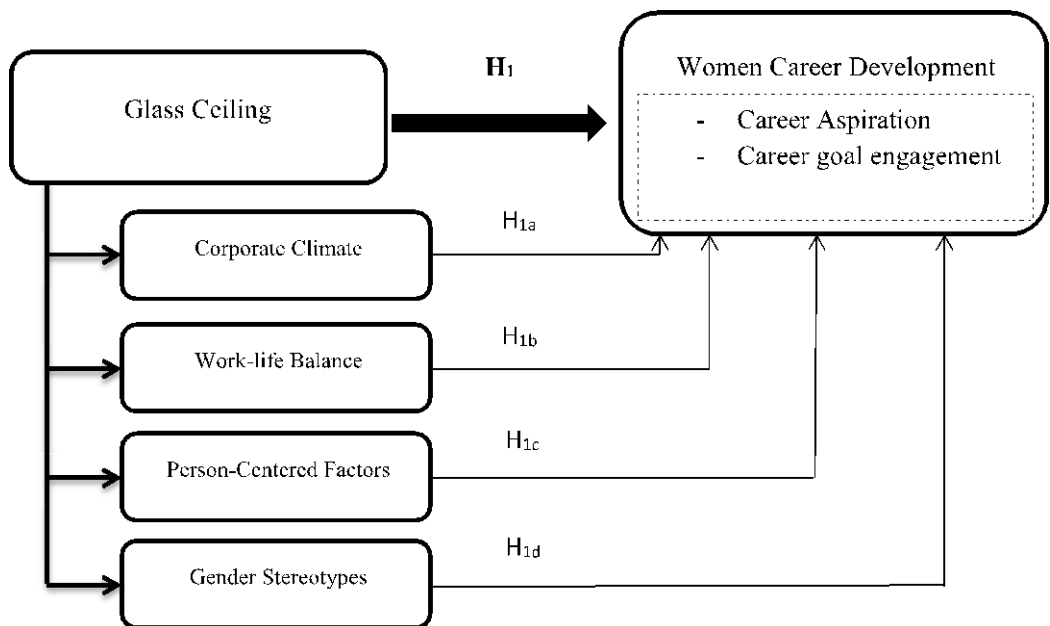 Glass Ceiling
H1
Women Career Development
- Career Aspiration
- Career goal engagement
Corporate Climate
H1a
Work-life Balance
H1b
Person-Centered Factors
H1c
Gender Stereotypes
H1d